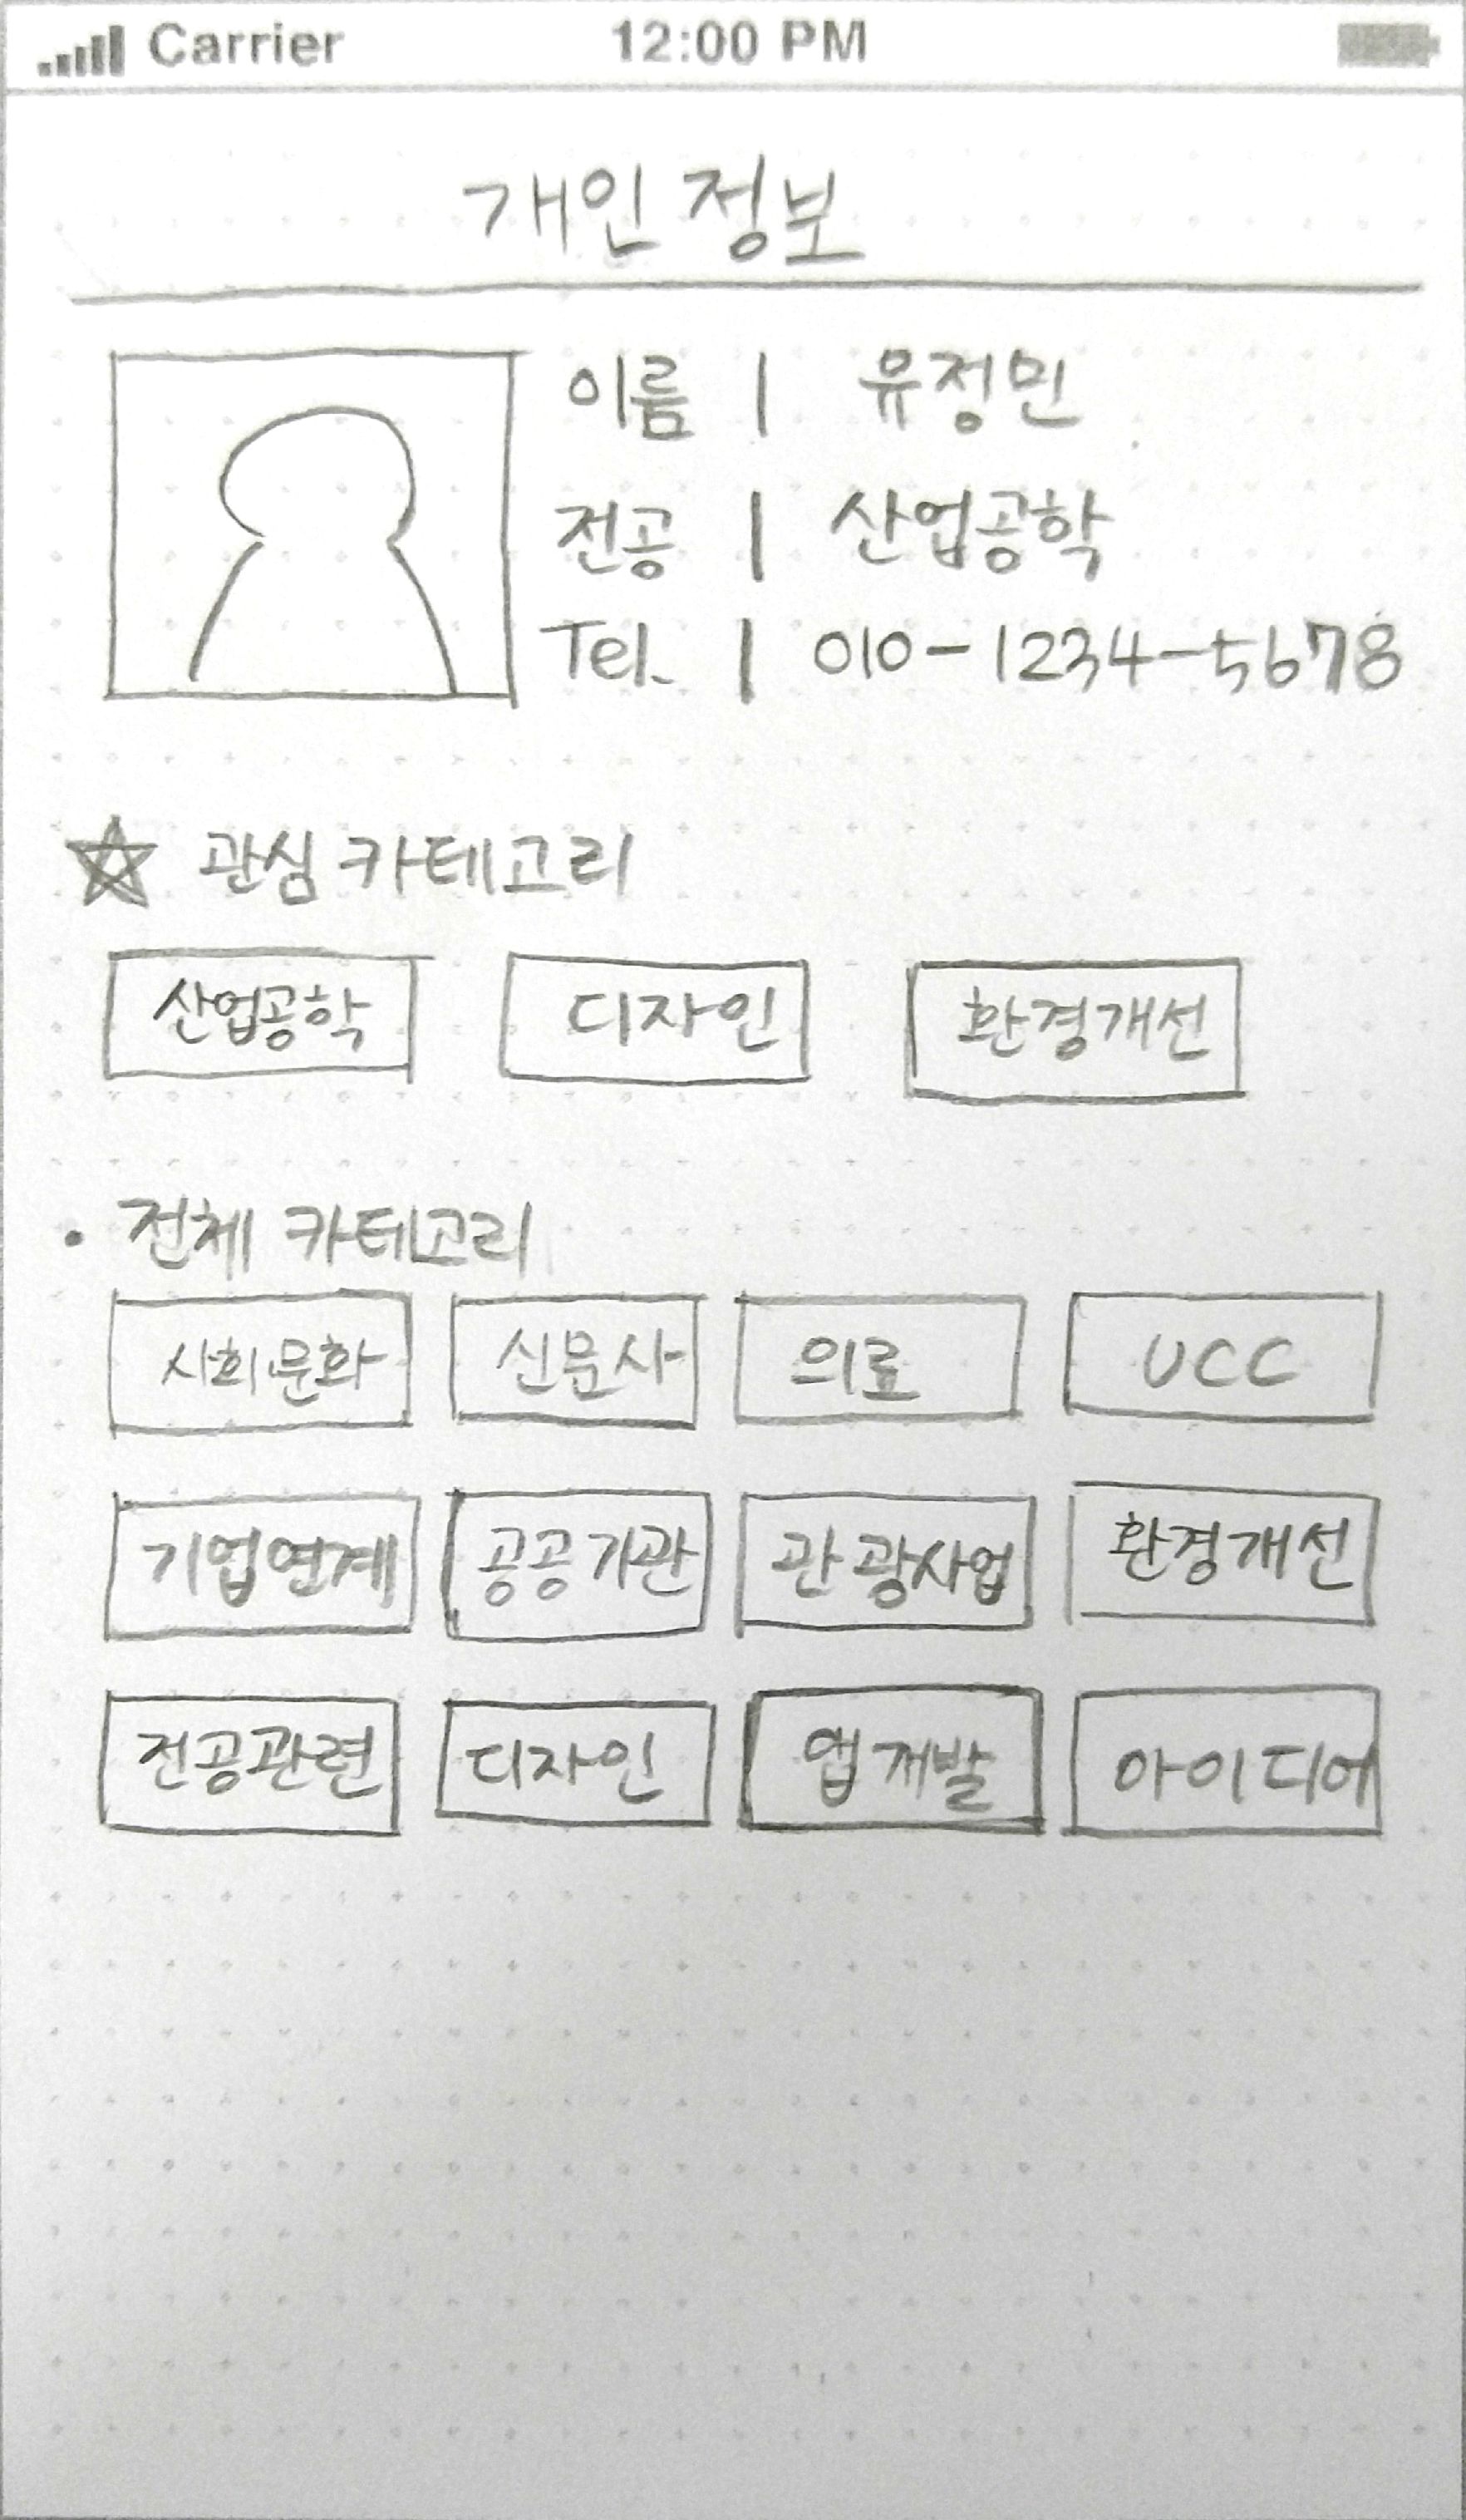 Carrier 12:00 PM
개인 정보
이름 | 유정민
전공 | 산업공학
Tel. | 010-1234-5678
☆ 관심 카테고리
산업공학 디자인 환경개선
· 전체 카테고리
사회문화 신문사 의료 UCC
기업연계 공공기관 관광사업 환경개선
전공관련 디자인 앱개발 아이디어